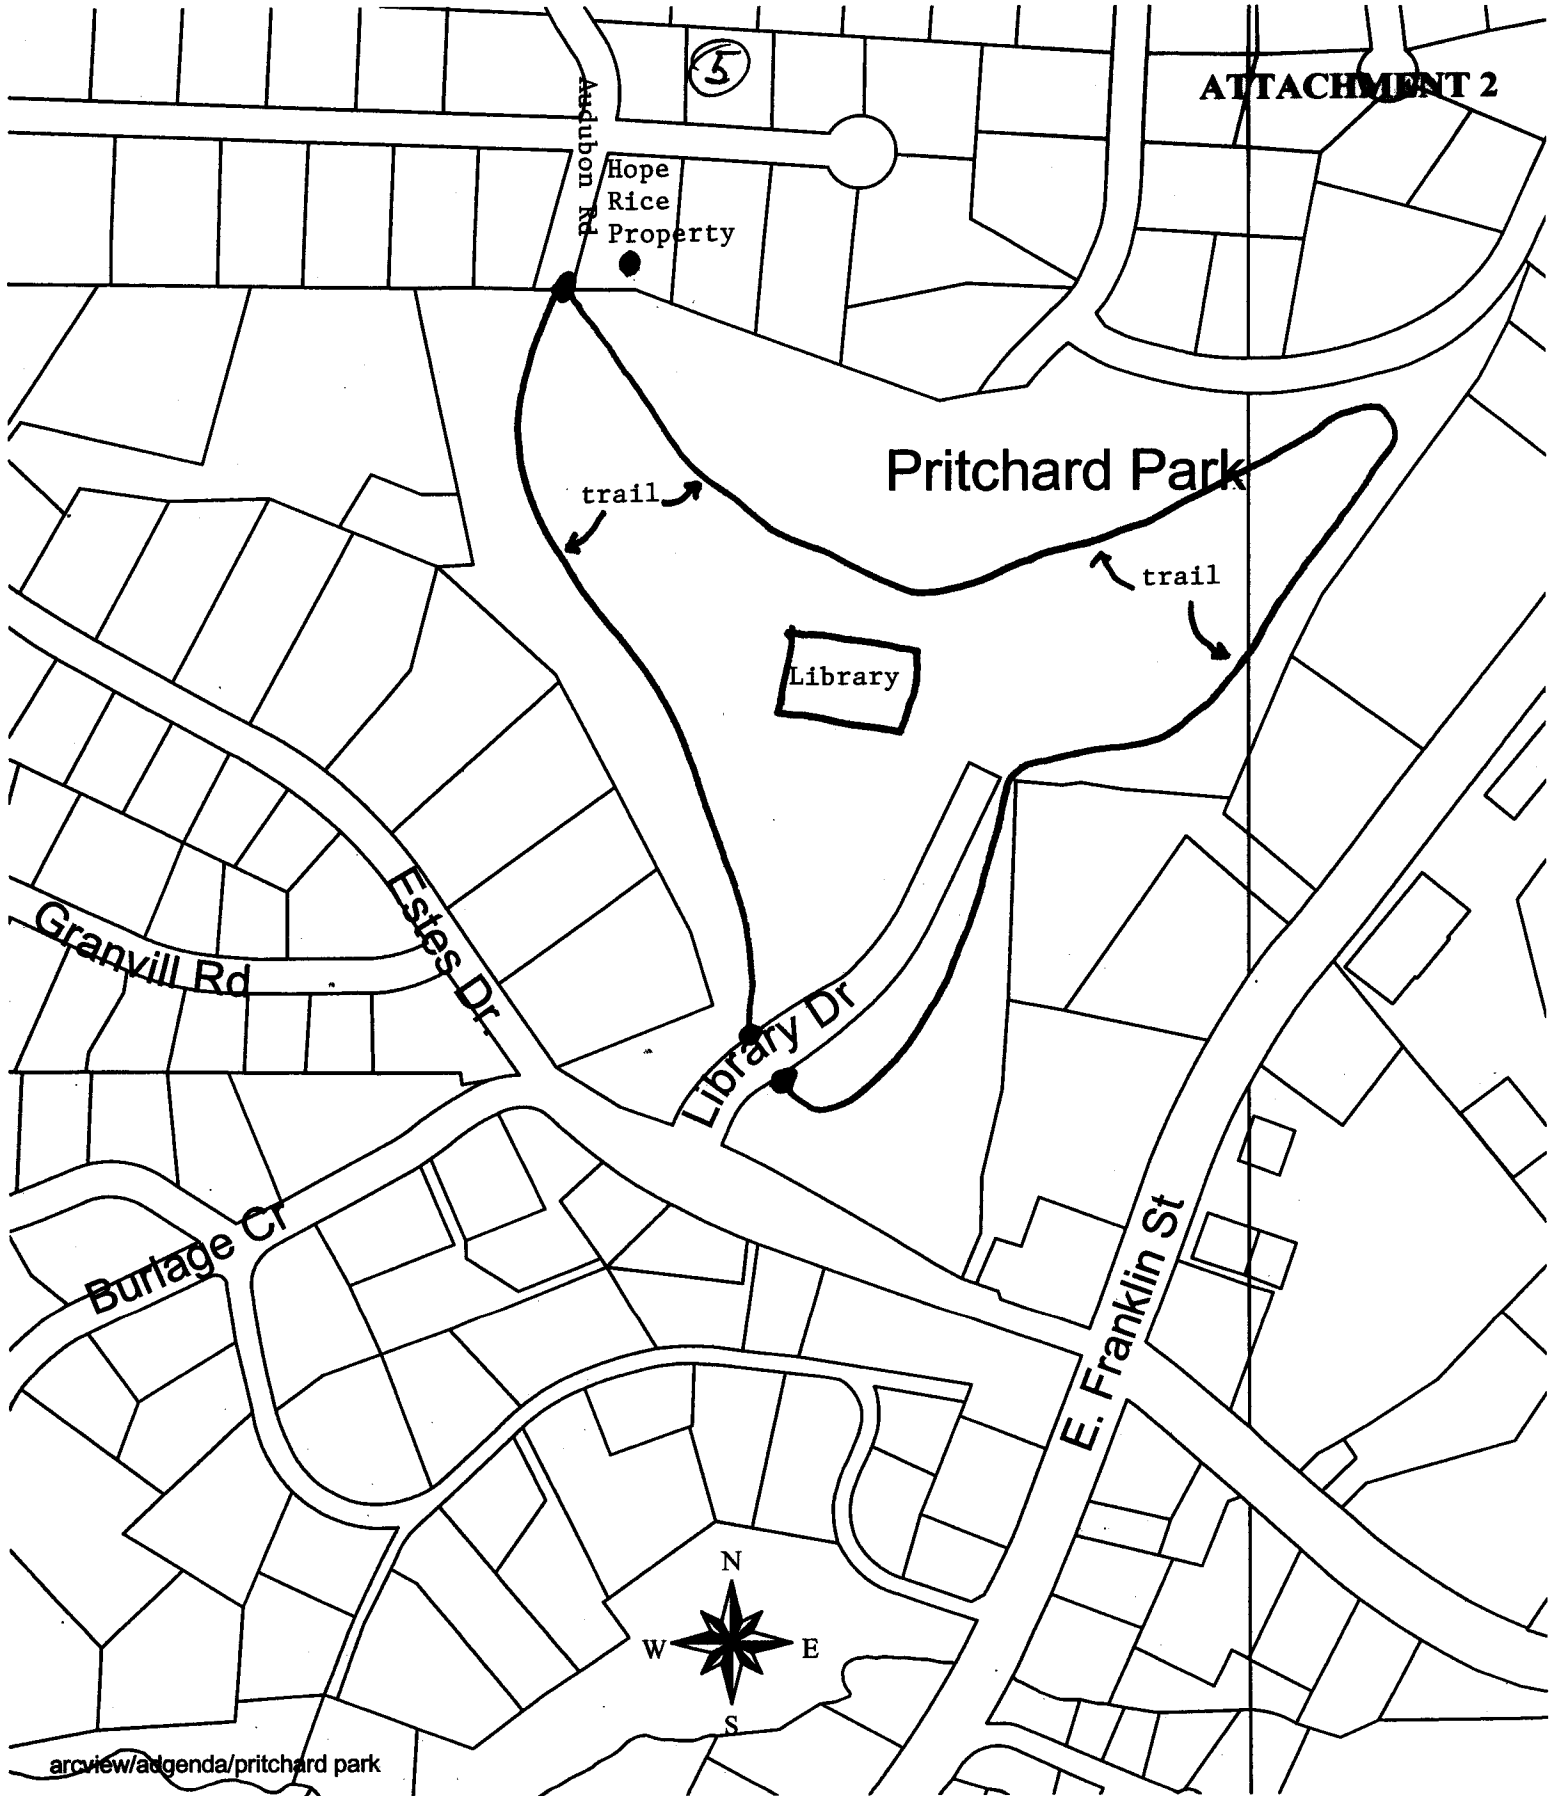 5
ATTACHMENT 2
Audubon Rd
Hope
Rice
Property
Pritchard Park
trail
trail
Library
Estes Dr.
Granvill Rd
Library Dr
Burlage Cr
E. Franklin St
N
W
E
S
arcview/adgenda/pritchard park